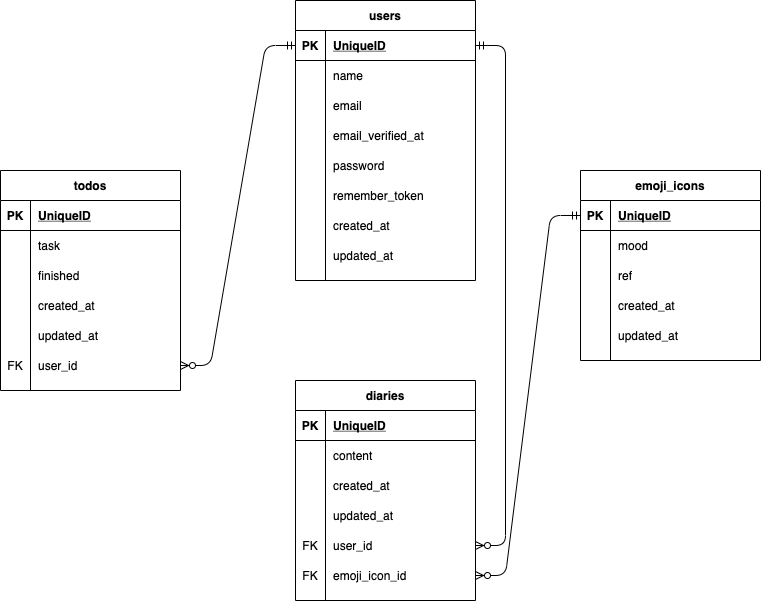 users
PK UniqueID
name
email
email_verified_at
password
remember_token
created_at
updated_at
todos
PK UniqueID
task
finished
created_at
updated_at
FK user_id
emoji_icons
PK UniqueID
mood
ref
created_at
updated_at
diaries
PK UniqueID
content
created_at
updated_at
FK user_id
FK emoji_icon_id